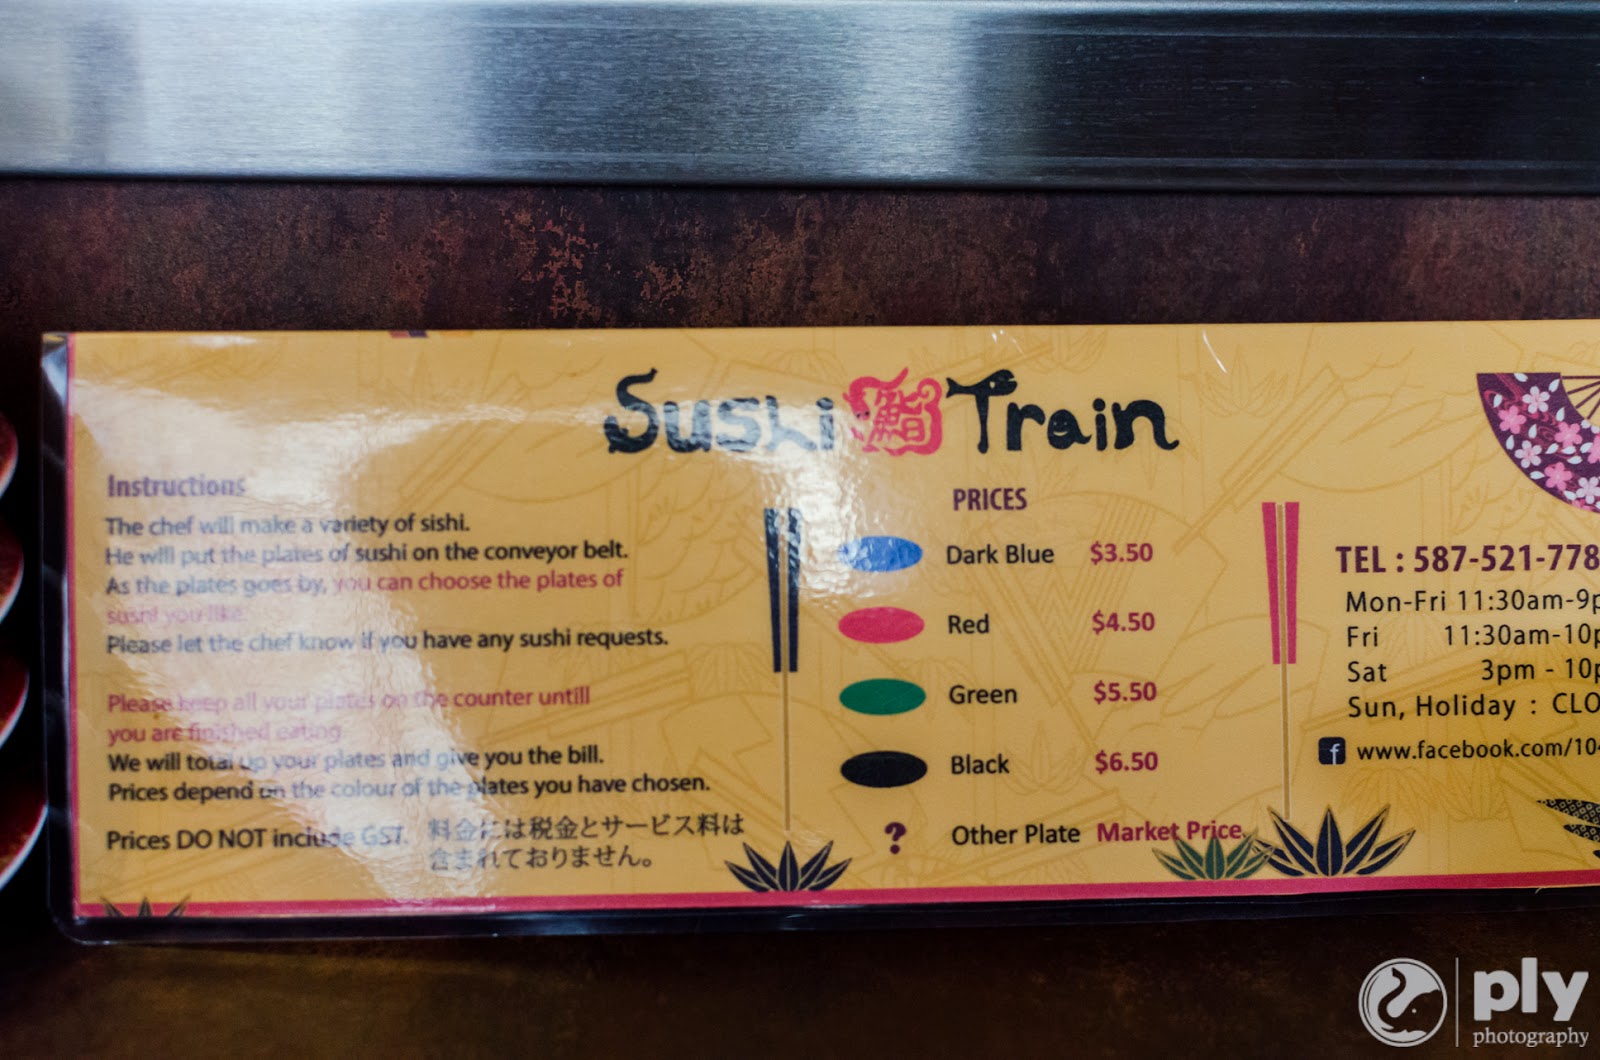 Sushi 鮨 Train
Instructions
The chef will make a variety of sishi.
He will put the plates of sushi on the conveyor belt.
As the plates goes by, you can choose the plates of
sushi you like.
Please let the chef know if you have any sushi requests.
Please keep all your plates on the counter untill
you are finished eating
We will total up your plates and give you the bill.
Prices depend on the colour of the plates you have chosen.
Prices DO NOT include GST. 料金には税金とサービス料は
含まれておりません。
PRICES
Dark Blue $3.50
Red $4.50
Green $5.50
Black $6.50
? Other Plate Market Price
TEL : 587-521-778
Mon-Fri 11:30am-9p
Fri 11:30am-10p
Sat 3pm - 10p
Sun, Holiday : CLO
f www.facebook.com/104
ply
photography